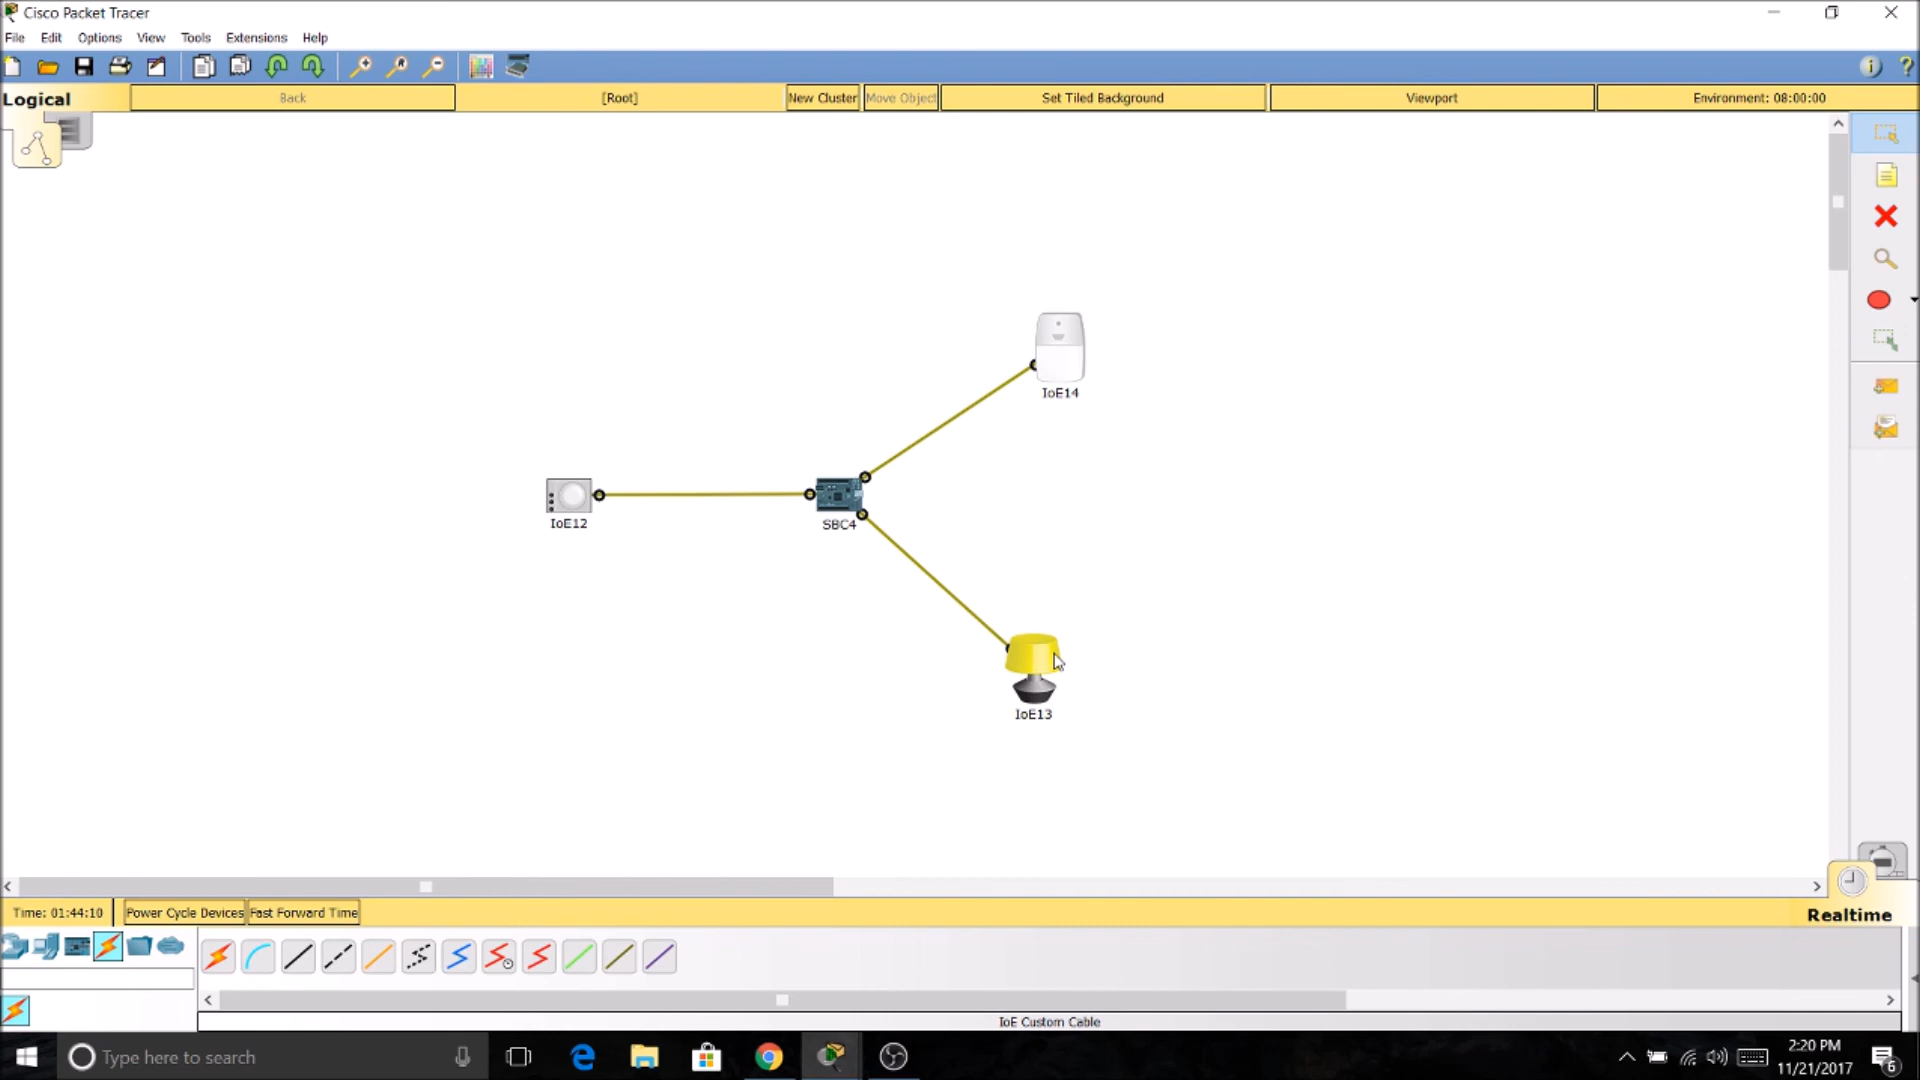 Cisco Packet Tracer
File Edit Options View Tools Extensions Help
Logical Back [Root] New Cluster Move Object Set Tiled Background Viewport Environment: 08:00:00
IoE14
IoE12
SBC4
IoE13
Time: 01:44:10 Power Cycle Devices Fast Forward Time
Realtime
IoE Custom Cable
Type here to search
2:20 PM
11/21/2017
6